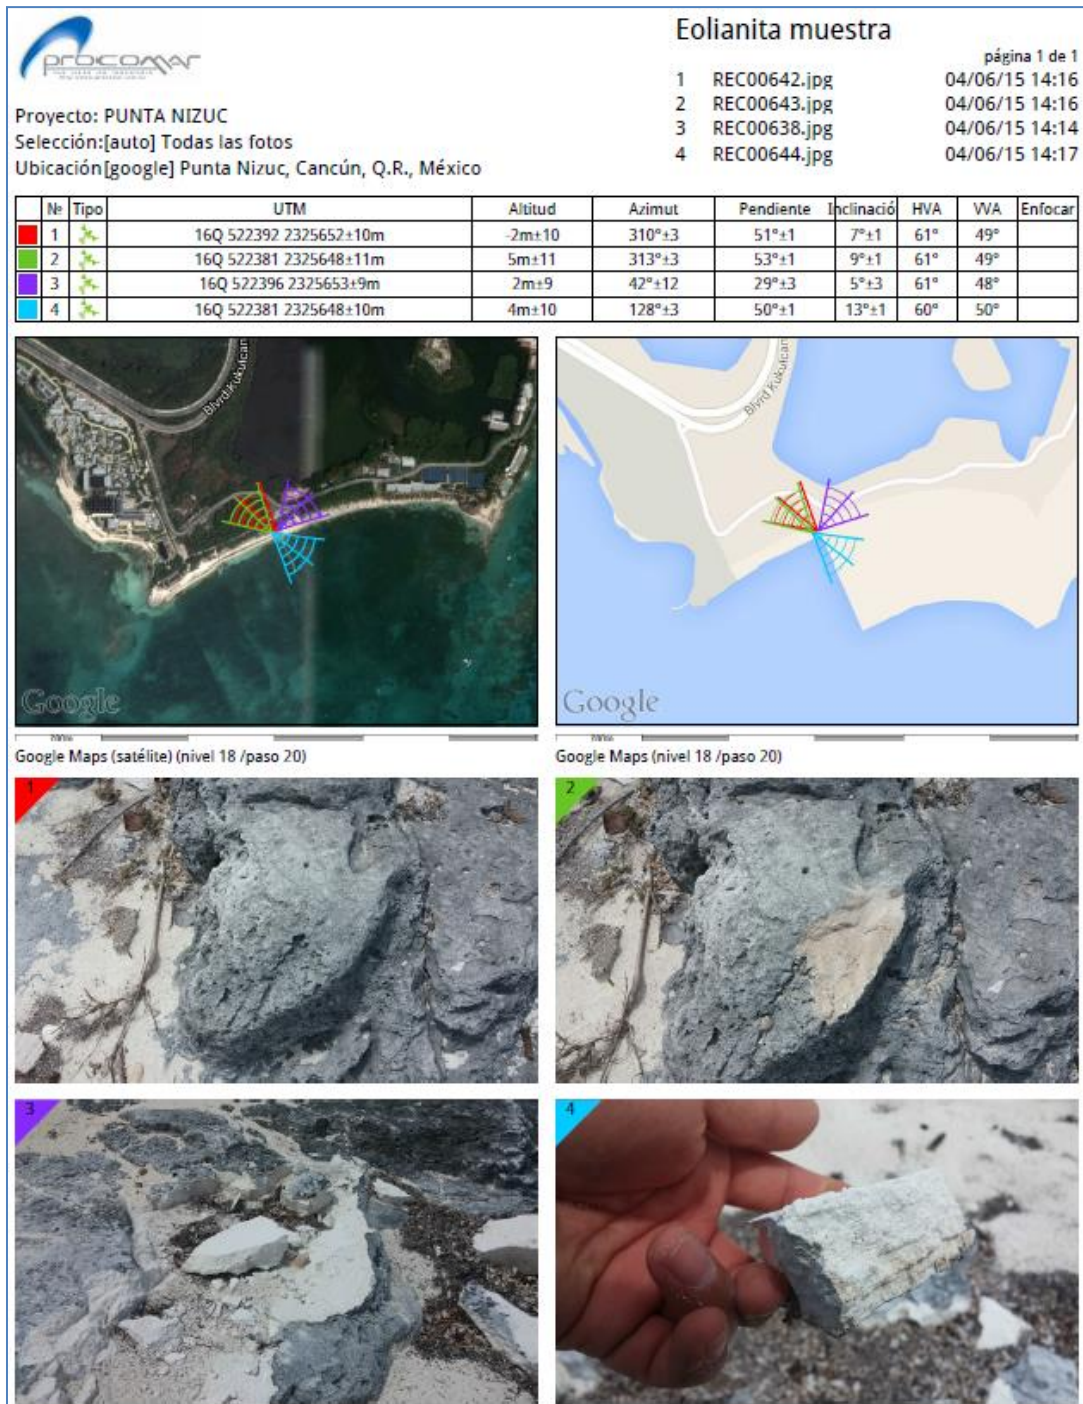 Eolianita muestra
página 1 de 1
1 REC00642.jpg 04/06/15 14:16
2 REC00643.jpg 04/06/15 14:16
3 REC00638.jpg 04/06/15 14:14
4 REC00644.jpg 04/06/15 14:17
procomar
Proyecto: PUNTA NIZUC
Selección:[auto] Todas las fotos
Ubicación[google] Punta Nizuc, Cancún, Q.R., México
№ Tipo UTM Altitud Azimut Pendiente Inclinació HVA VVA Enfocar
1 16Q 522392 2325652±10m -2m±10 310°±3 51°±1 7°±1 61° 49°
2 16Q 522381 2325648±11m 5m±11 313°±3 53°±1 9°±1 61° 49°
3 16Q 522396 2325653±9m 2m±9 42°±12 29°±3 5°±3 61° 48°
4 16Q 522381 2325648±10m 4m±10 128°±3 50°±1 13°±1 60° 50°
Blvrd Kukulcan
Google
Blvrd Kukulcan
Google
Google Maps (satélite) (nivel 18 /paso 20)
Google Maps (satélite) (nivel 18 /paso 20)
1
2
3
4